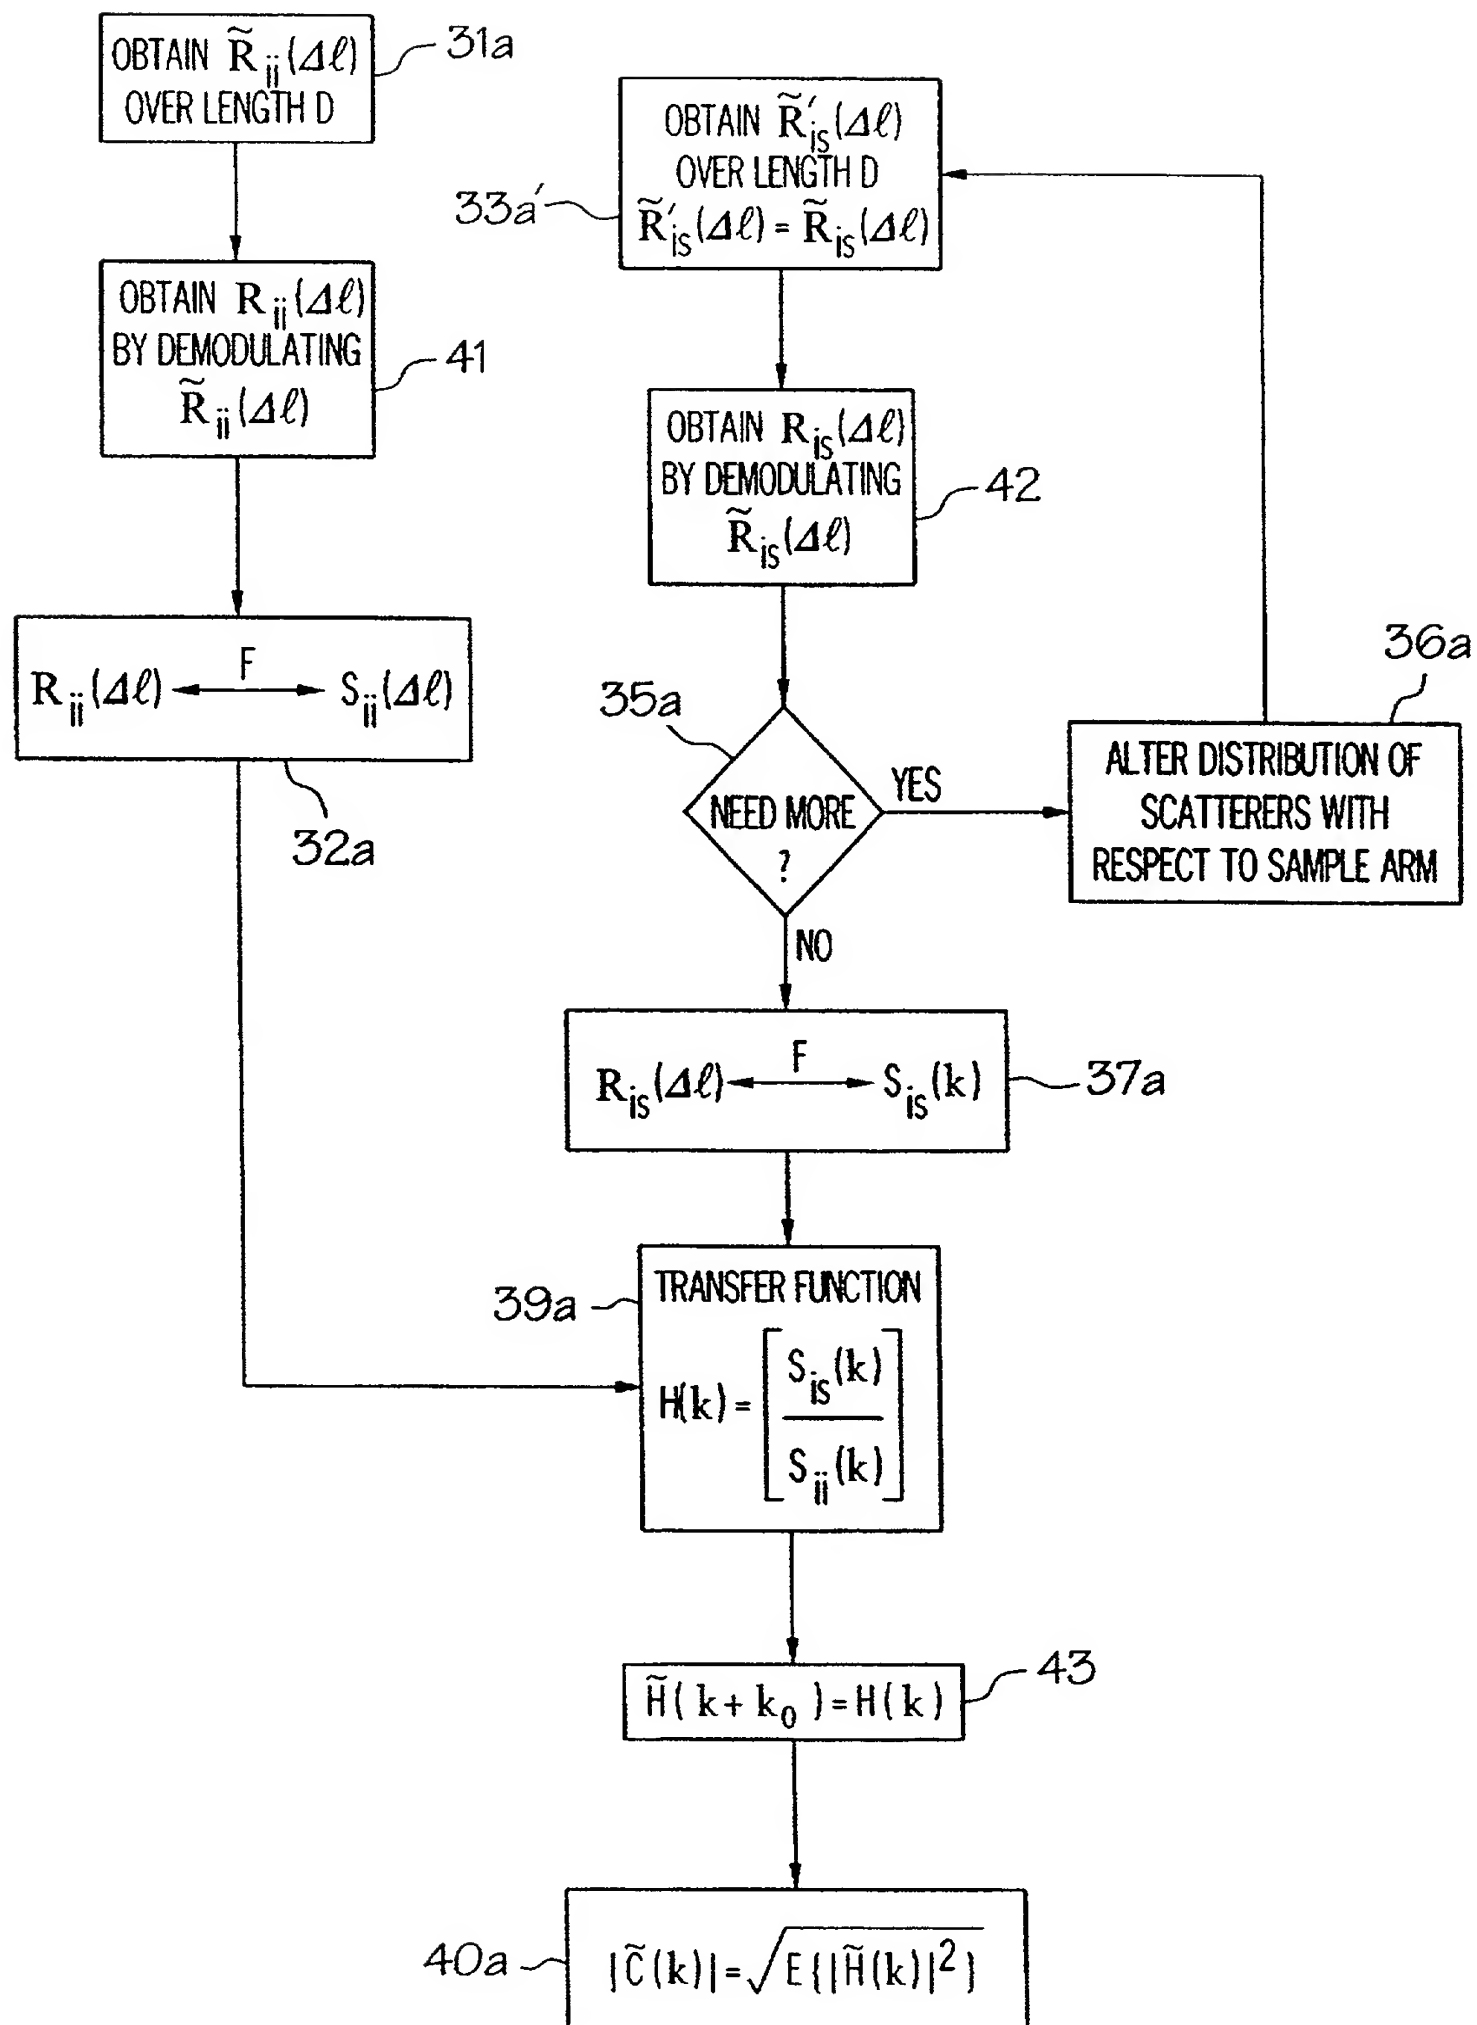 OBTAIN R̃ii(Δℓ)
OVER LENGTH D
31a
OBTAIN Rii(Δℓ)
BY DEMODULATING
R̃ii(Δℓ)
41
Rii(Δℓ) ⟷ Sii(Δℓ)
F
32a
OBTAIN R̃'is(Δℓ)
OVER LENGTH D
R̃'is(Δℓ) = R̃is(Δℓ)
33a'
OBTAIN Ris(Δℓ)
BY DEMODULATING
R̃is(Δℓ)
42
35a
NEED MORE
?
YES
NO
36a
ALTER DISTRIBUTION OF
SCATTERERS WITH
RESPECT TO SAMPLE ARM
F
Ris(Δℓ) ⟷ Sis(k)
37a
39a
TRANSFER FUNCTION
H(k) = [Sis(k) / Sii(k)]
H̃(k+k0) = H(k)
43
40a
|C̃(k)| = √E{|H̃(k)|²}